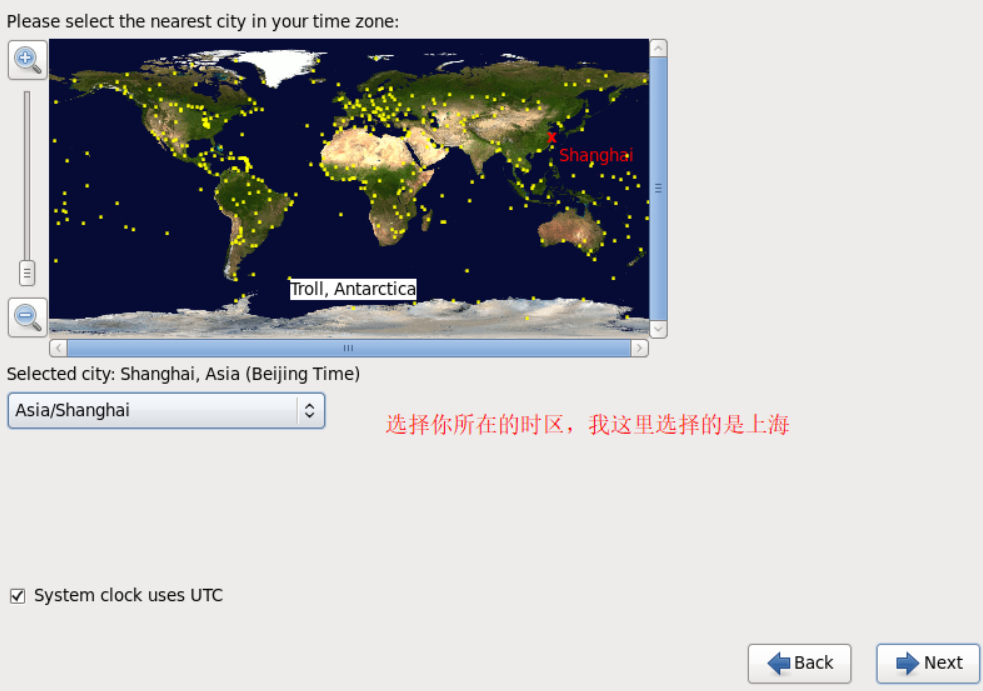 Please select the nearest city in your time zone:
Shanghai
Troll, Antarctica
Selected city: Shanghai, Asia (Beijing Time)
Asia/Shanghai
选择你所在的时区，我这里选择的是上海
System clock uses UTC
Back
Next